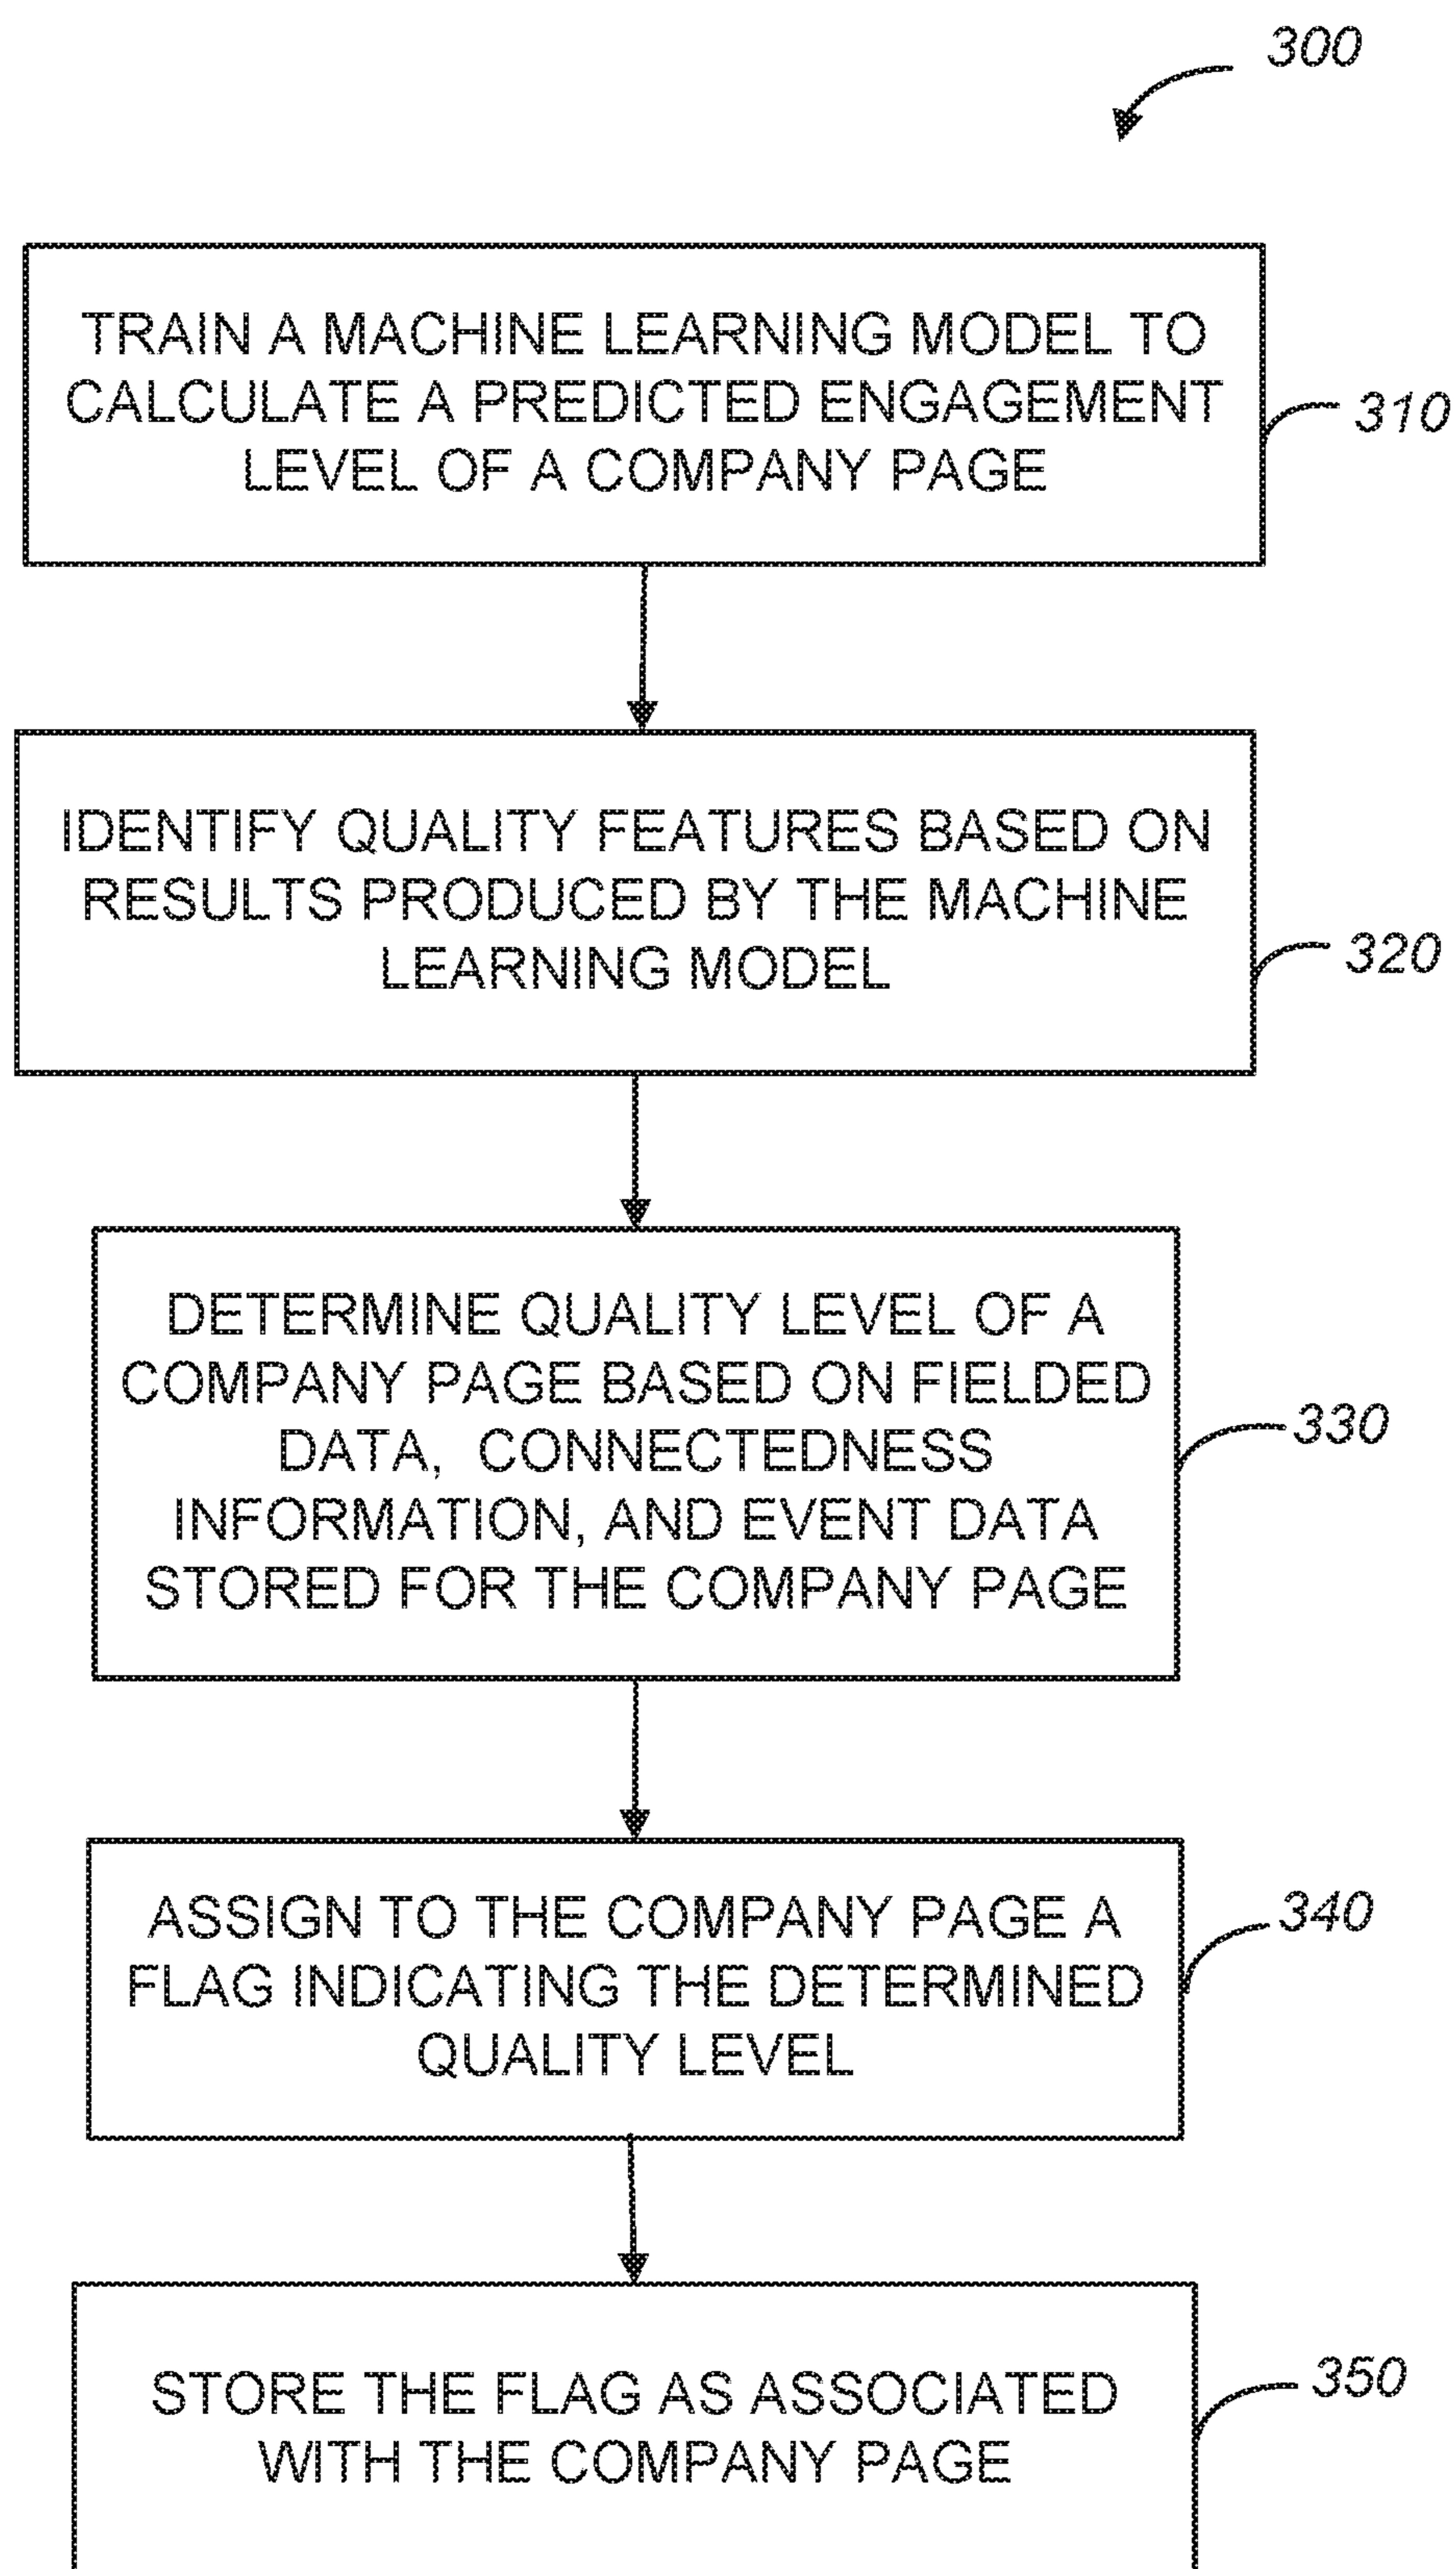 300
TRAIN A MACHINE LEARNING MODEL TO
CALCULATE A PREDICTED ENGAGEMENT
LEVEL OF A COMPANY PAGE
310
IDENTIFY QUALITY FEATURES BASED ON
RESULTS PRODUCED BY THE MACHINE
LEARNING MODEL
320
DETERMINE QUALITY LEVEL OF A
COMPANY PAGE BASED ON FIELDED
DATA, CONNECTEDNESS
INFORMATION, AND EVENT DATA
STORED FOR THE COMPANY PAGE
330
ASSIGN TO THE COMPANY PAGE A
FLAG INDICATING THE DETERMINED
QUALITY LEVEL
340
STORE THE FLAG AS ASSOCIATED
WITH THE COMPANY PAGE
350